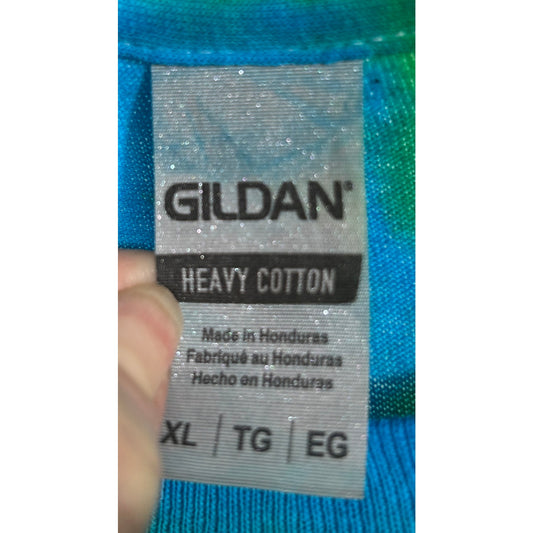 GILDAN®
HEAVY COTTON
Made in Honduras
Fabriqué au Honduras
Hecho en Honduras
XL | TG | EG